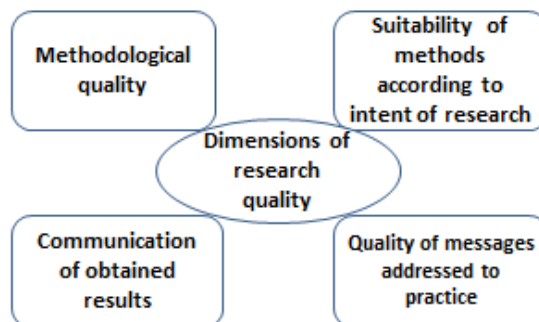 Methodological
quality
Suitability of
methods
according to
intent of research
Dimensions of
research
quality
Communication
of obtained
results
Quality of messages
addressed to
practice